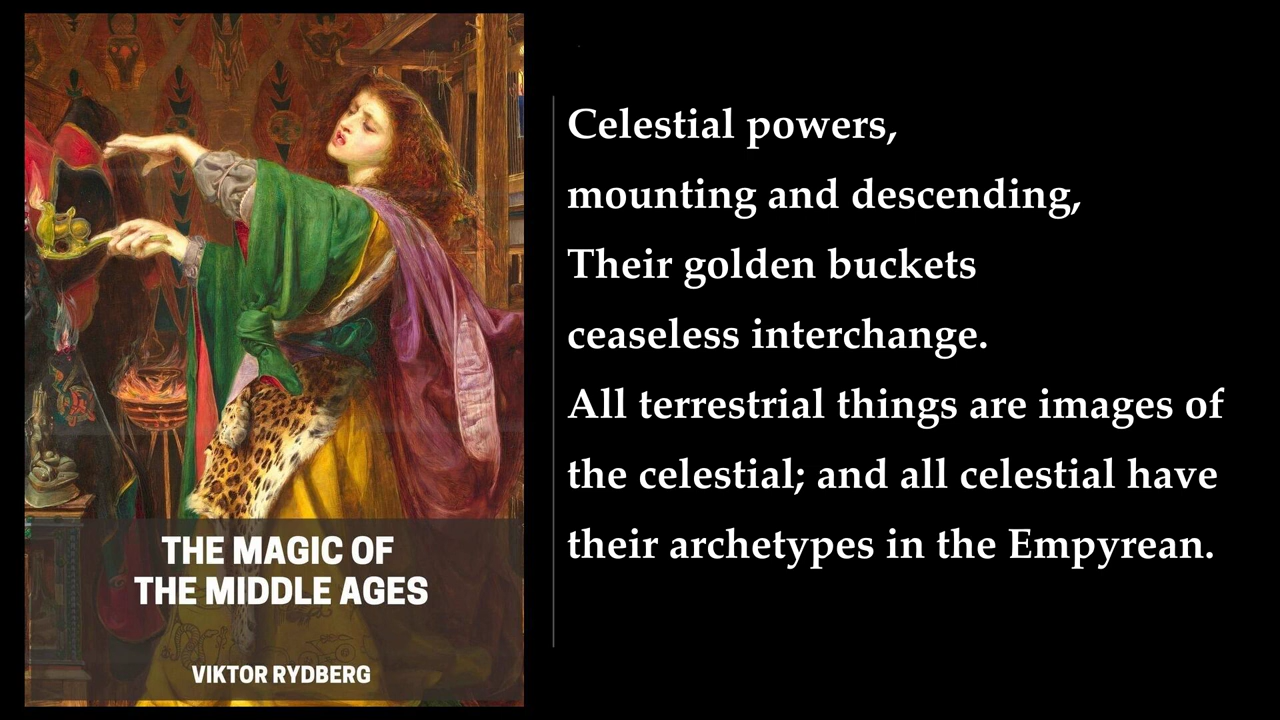 THE MAGIC OF
THE MIDDLE AGES
VIKTOR RYDBERG
Celestial powers,
mounting and descending,
Their golden buckets
ceaseless interchange.
All terrestrial things are images of
the celestial; and all celestial have
their archetypes in the Empyrean.